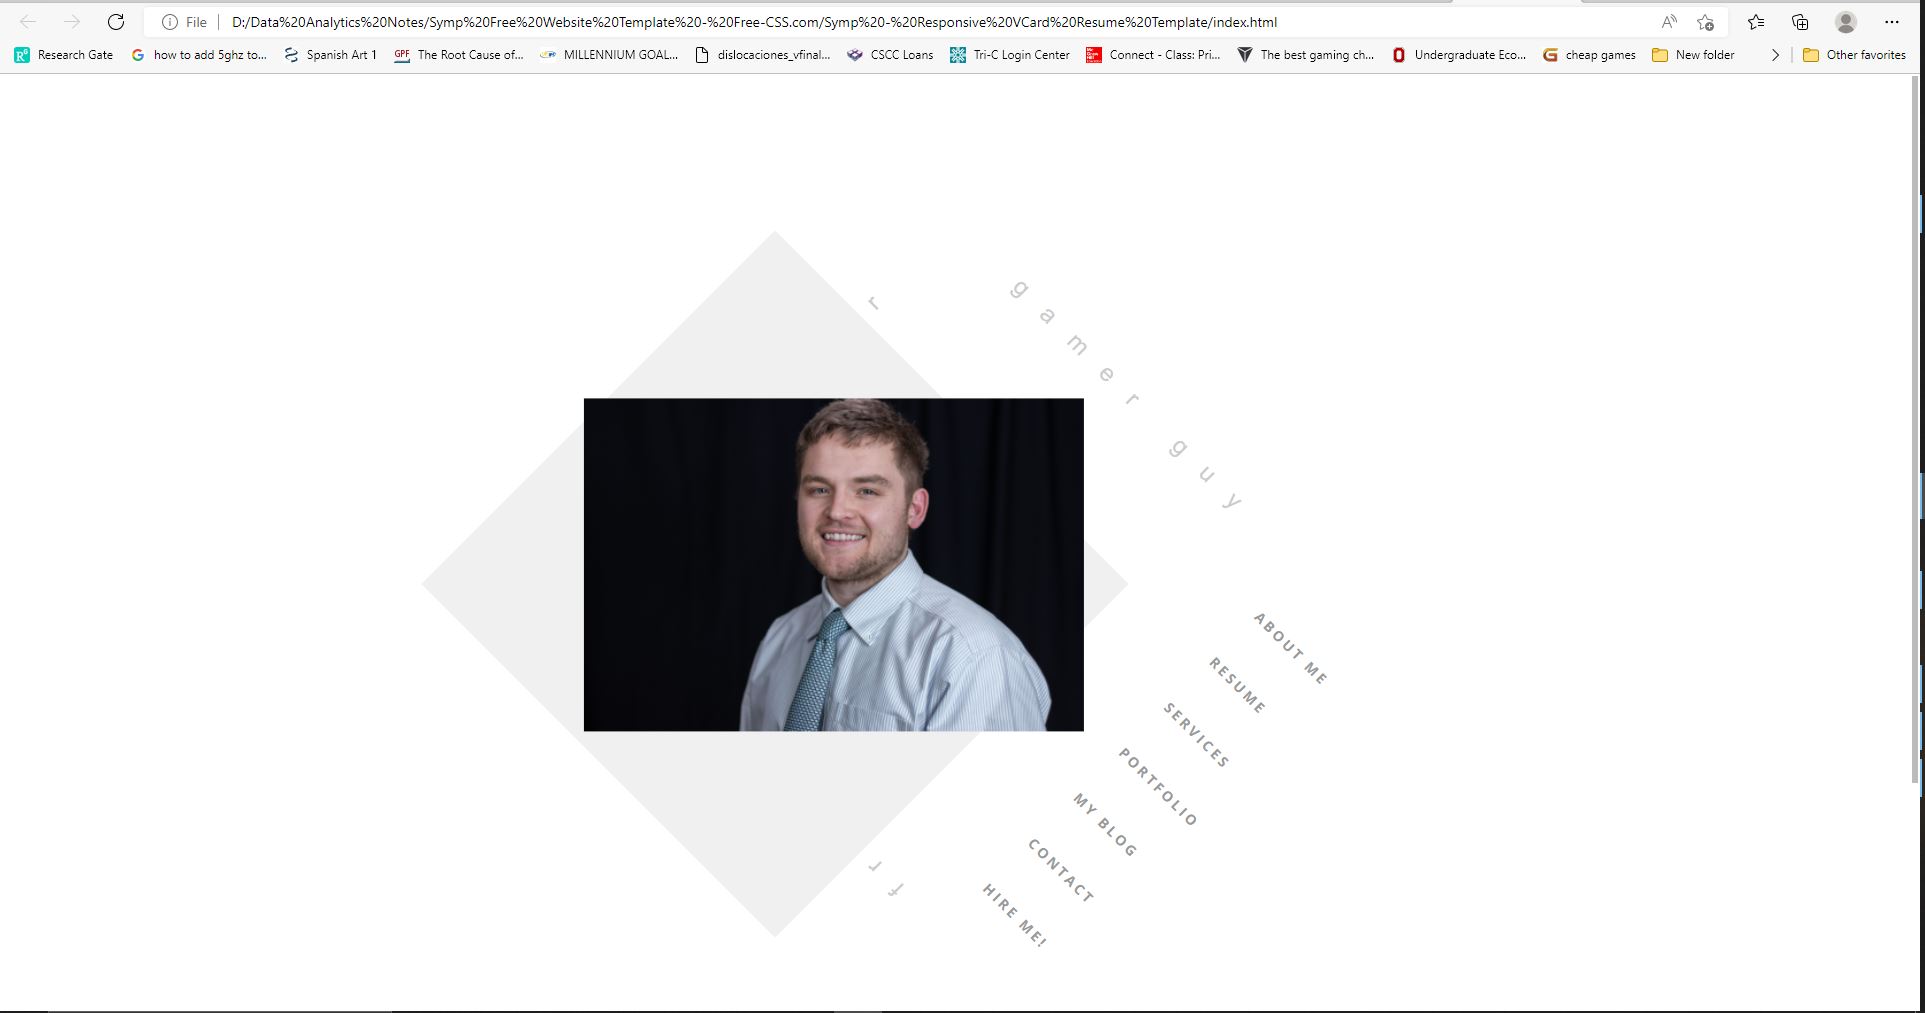 File
D:/Data%20Analytics%20Notes/Symp%20Free%20Website%20Template%20-%20Free-CSS.com/Symp%20-%20Responsive%20VCard%20Resume%20Template/index.html
Research Gate how to add 5ghz to... Spanish Art 1 GPF The Root Cause of... MILLENNIUM GOAL... dislocaciones_vfinal... CSCC Loans Tri-C Login Center Connect - Class: Pri... The best gaming ch... Undergraduate Eco... cheap games New folder Other favorites
gamer guy
ABOUT ME
RESUME
SERVICES
PORTFOLIO
MY BLOG
CONTACT
HIRE ME!